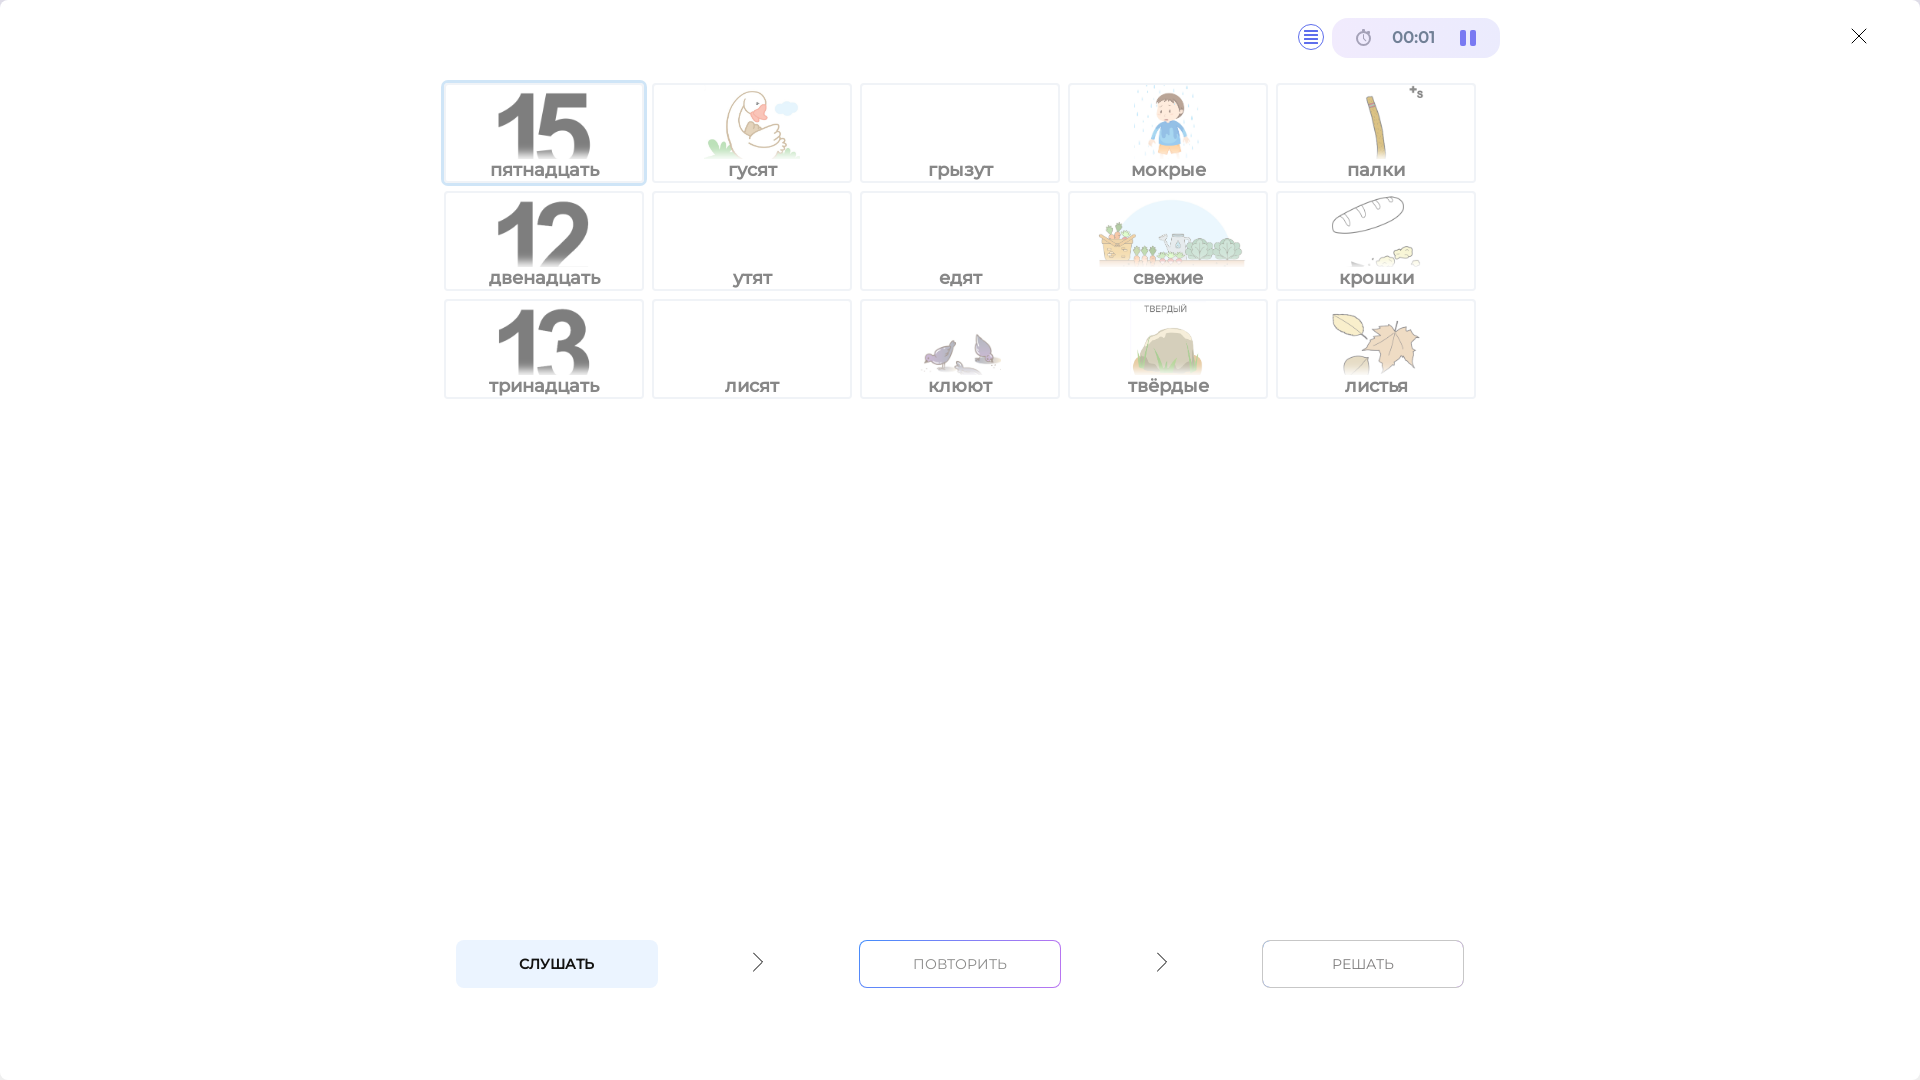 00:01
15
пятнадцать
гусят
грызут
мокрые
+s
палки
12
двенадцать
утят
едят
свежие
крошки
13
тринадцать
лисят
клюют
ТВЕРДЫЙ
твёрдые
листья
СЛУШАТЬ
ПОВТОРИТЬ
РЕШАТЬ